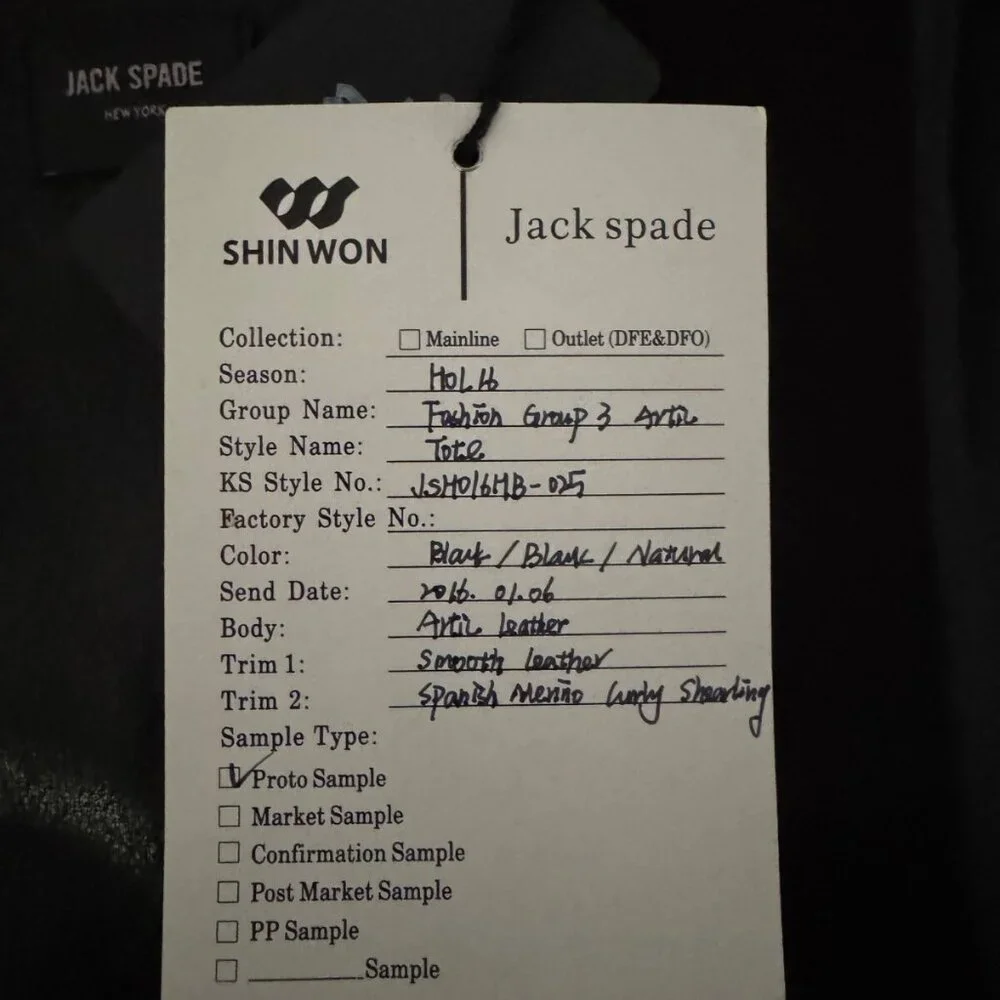 JACK SPADE
NEW YORK
SHIN WON
Jack spade
Collection: Mainline Outlet (DFE&DFO)
Season: HOL16
Group Name: Fashion Group 3 Artic
Style Name: Tote
KS Style No.: JSHO16HB-025
Factory Style No.:
Color: Black / Blanc / Natural
Send Date: 2016. 01.06
Body: Artic leather
Trim 1: Smooth leather
Trim 2: Spanish Merino Curly Shearling
Sample Type:
Proto Sample
Market Sample
Confirmation Sample
Post Market Sample
PP Sample
Sample